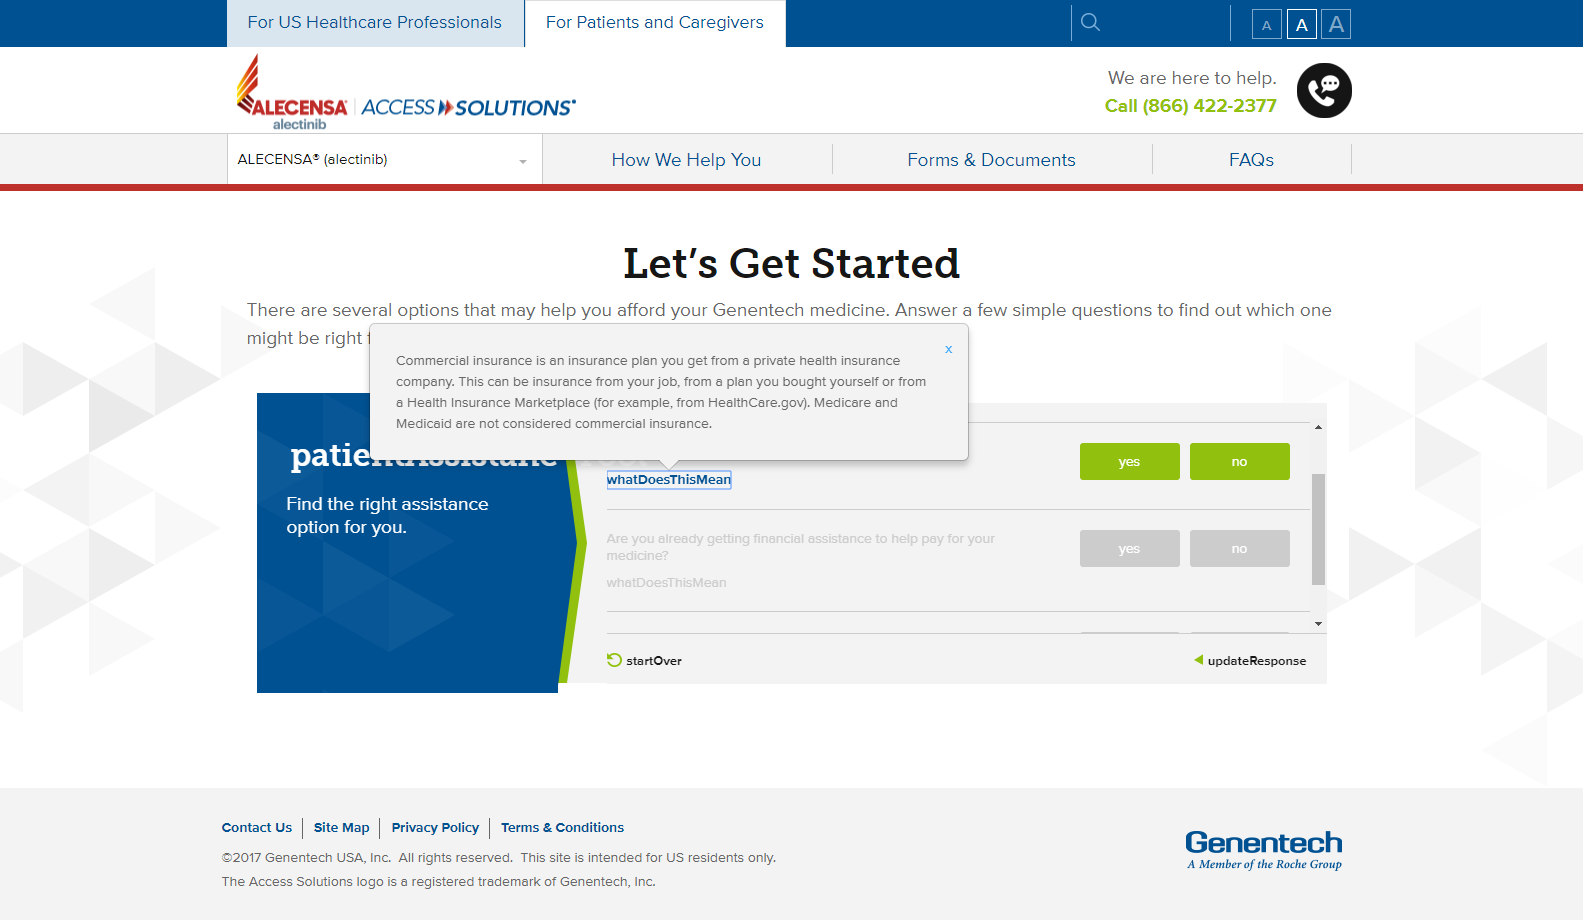 For US Healthcare Professionals
For Patients and Caregivers
A A A
ALECENSA®
alectinib
ACCESS SOLUTIONS®
We are here to help.
Call (866) 422-2377
ALECENSA® (alectinib)
How We Help You
Forms & Documents
FAQs
Let's Get Started
There are several options that may help you afford your Genentech medicine. Answer a few simple questions to find out which one
might be right
x
Commercial insurance is an insurance plan you get from a private health insurance
company. This can be insurance from your job, from a plan you bought yourself or from
a Health Insurance Marketplace (for example, from HealthCare.gov). Medicare and
Medicaid are not considered commercial insurance.
patientAssistanc
Find the right assistance
option for you.
whatDoesThisMean
yes no
Are you already getting financial assistance to help pay for your
medicine?
whatDoesThisMean
yes no
startOver
updateResponse
Contact Us
Site Map
Privacy Policy
Terms & Conditions
©2017 Genentech USA, Inc. All rights reserved. This site is intended for US residents only.
The Access Solutions logo is a registered trademark of Genentech, Inc.
Genentech
A Member of the Roche Group